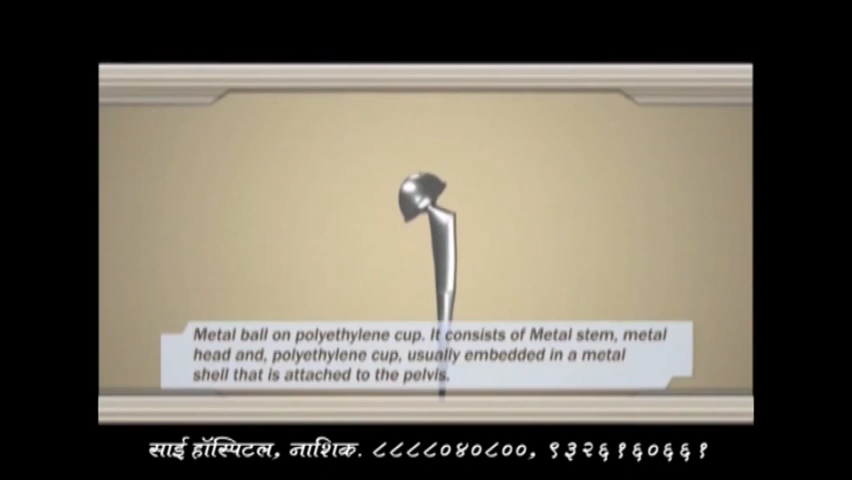 Metal ball on polyethylene cup. It consists of Metal stem, metal
head and, polyethylene cup, usually embedded in a metal
shell that is attached to the pelvis.
साई हॉस्पिटल, नाशिक. ८८८८०४०८००, ९३२६१६०६६१